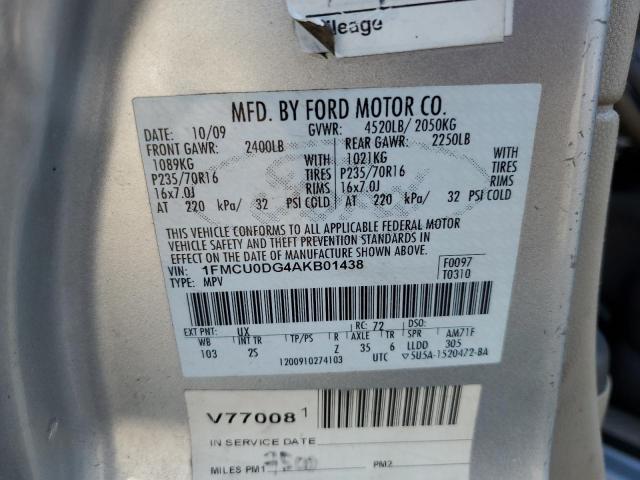 ileage
MFD. BY FORD MOTOR CO.
DATE: 10/09 GVWR: 4520LB/ 2050KG
FRONT GAWR: 2400LB REAR GAWR: 2250LB
1089KG WITH 1021KG WITH
P235/70R16 TIRES P235/70R16 TIRES
16x7.0J RIMS 16x7.0J RIMS
AT 220 kPa/ 32 PSI COLD AT 220 kPa/ 32 PSI COLD
THIS VEHICLE CONFORMS TO ALL APPLICABLE FEDERAL MOTOR
VEHICLE SAFETY AND THEFT PREVENTION STANDARDS IN
EFFECT ON THE DATE OF MANUFACTURE SHOWN ABOVE.
VIN: 1FMCU0DG4AKB01438 F0097
TYPE: MPV T0310
EXT PNT: UX RC: 72 DSO:
WB INT TR TP/PS R AXLE TR SPR AM71F
103 2S Z 35 6 LLDD 305
1200910274103 UTC ▽5U5A-1520472-BA
V77008 1
IN SERVICE DATE
MILES PM1 PM2